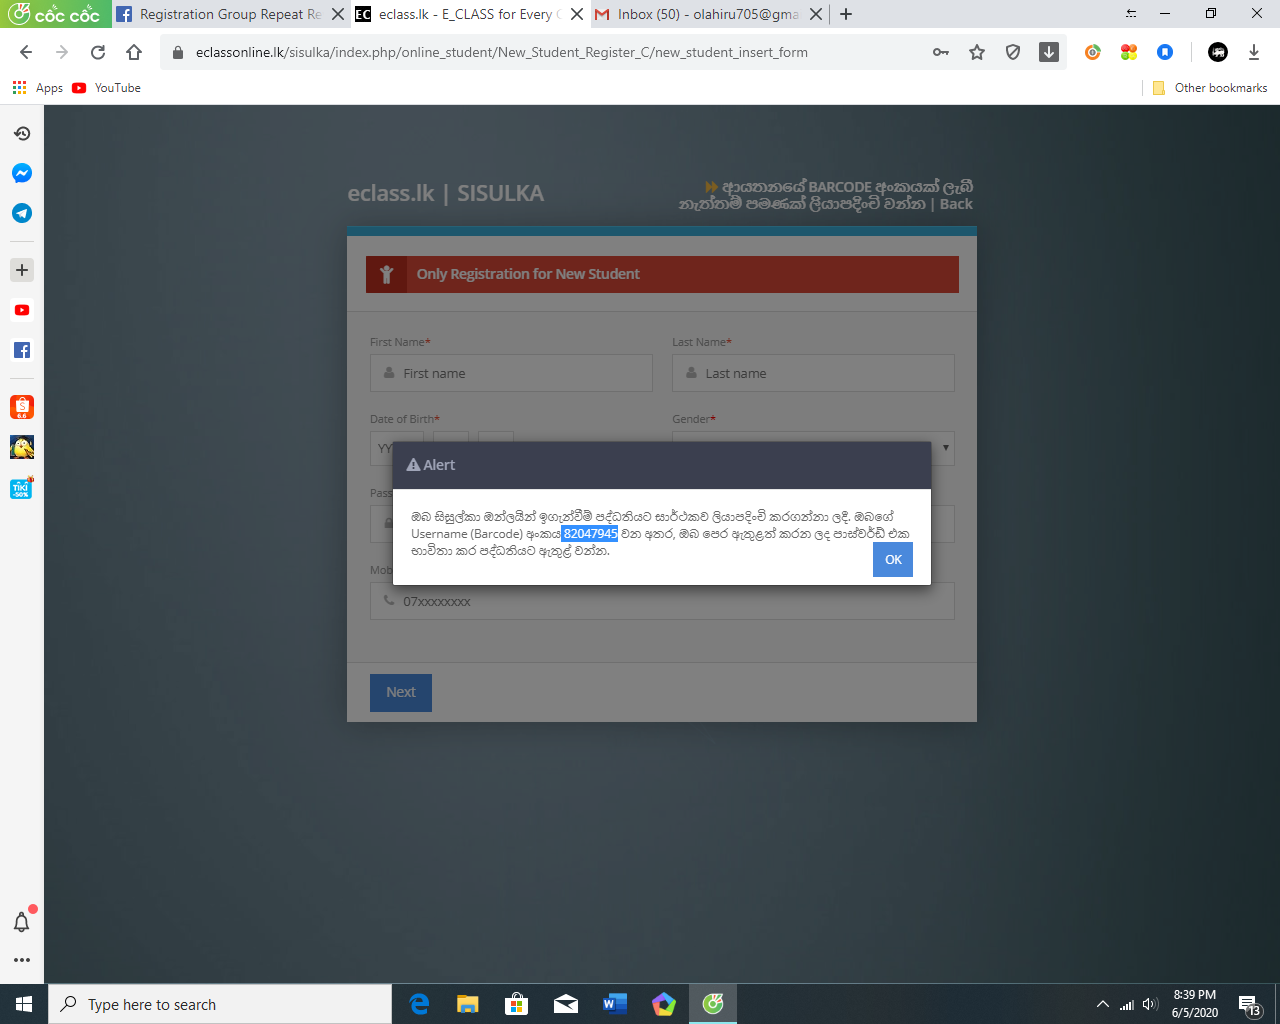 cốc cốc
Registration Group Repeat Re
eclass.lk - E_CLASS for Every C
Inbox (50) - olahiru705@gma
eclassonline.lk/sisulka/index.php/online_student/New_Student_Register_C/new_student_insert_form
Apps
YouTube
Other bookmarks
eclass.lk | SISULKA
ආයතනයේ BARCODE අංකයක් ලැබී
නැත්තම් පමණක් ලියාපදිංචි වන්න | Back
Only Registration for New Student
First Name*
Last Name*
First name
Last name
Date of Birth*
Gender*
YY
Alert
Pass
ඔබ සිසුල්කා ඔන්ලයින් ඉගැන්වීම් පද්ධතියට සාර්ථකව ලියාපදිංචි කරගන්නා ලදී. ඔබගේ
Username (Barcode) අංකය 82047945 වන අතර, ඔබ පෙර ඇතුළත් කරන ලද පාස්වර්ඩ් එක
භාවිතා කර පද්ධතියට ඇතුළ් වන්න.
OK
Mob
07xxxxxxxx
Next
S
6.6
TIKI
-50%
Type here to search
8:39 PM
6/5/2020
13